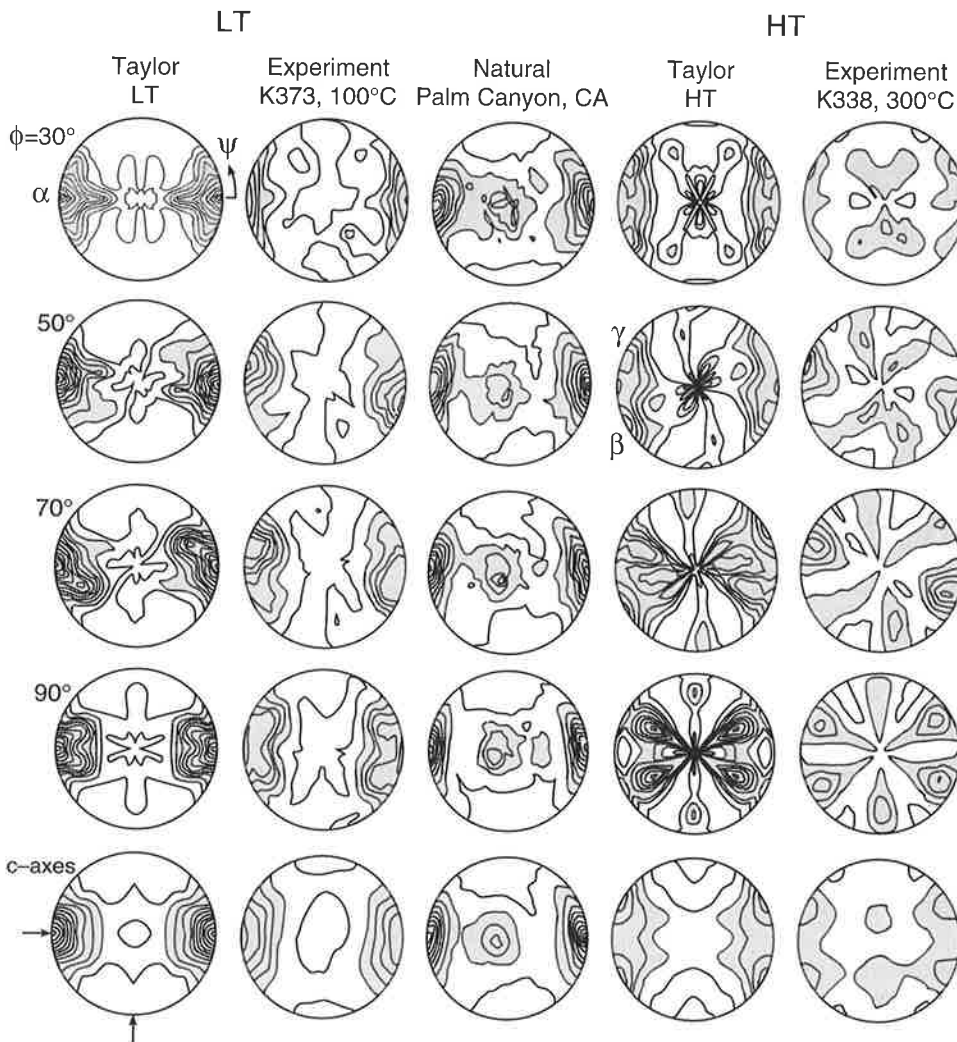 LT HT
Taylor Experiment Natural Taylor Experiment
LT K373, 100°C Palm Canyon, CA HT K338, 300°C
ϕ=30° ψ
α
50° γ
β
70°
90°
c–axes